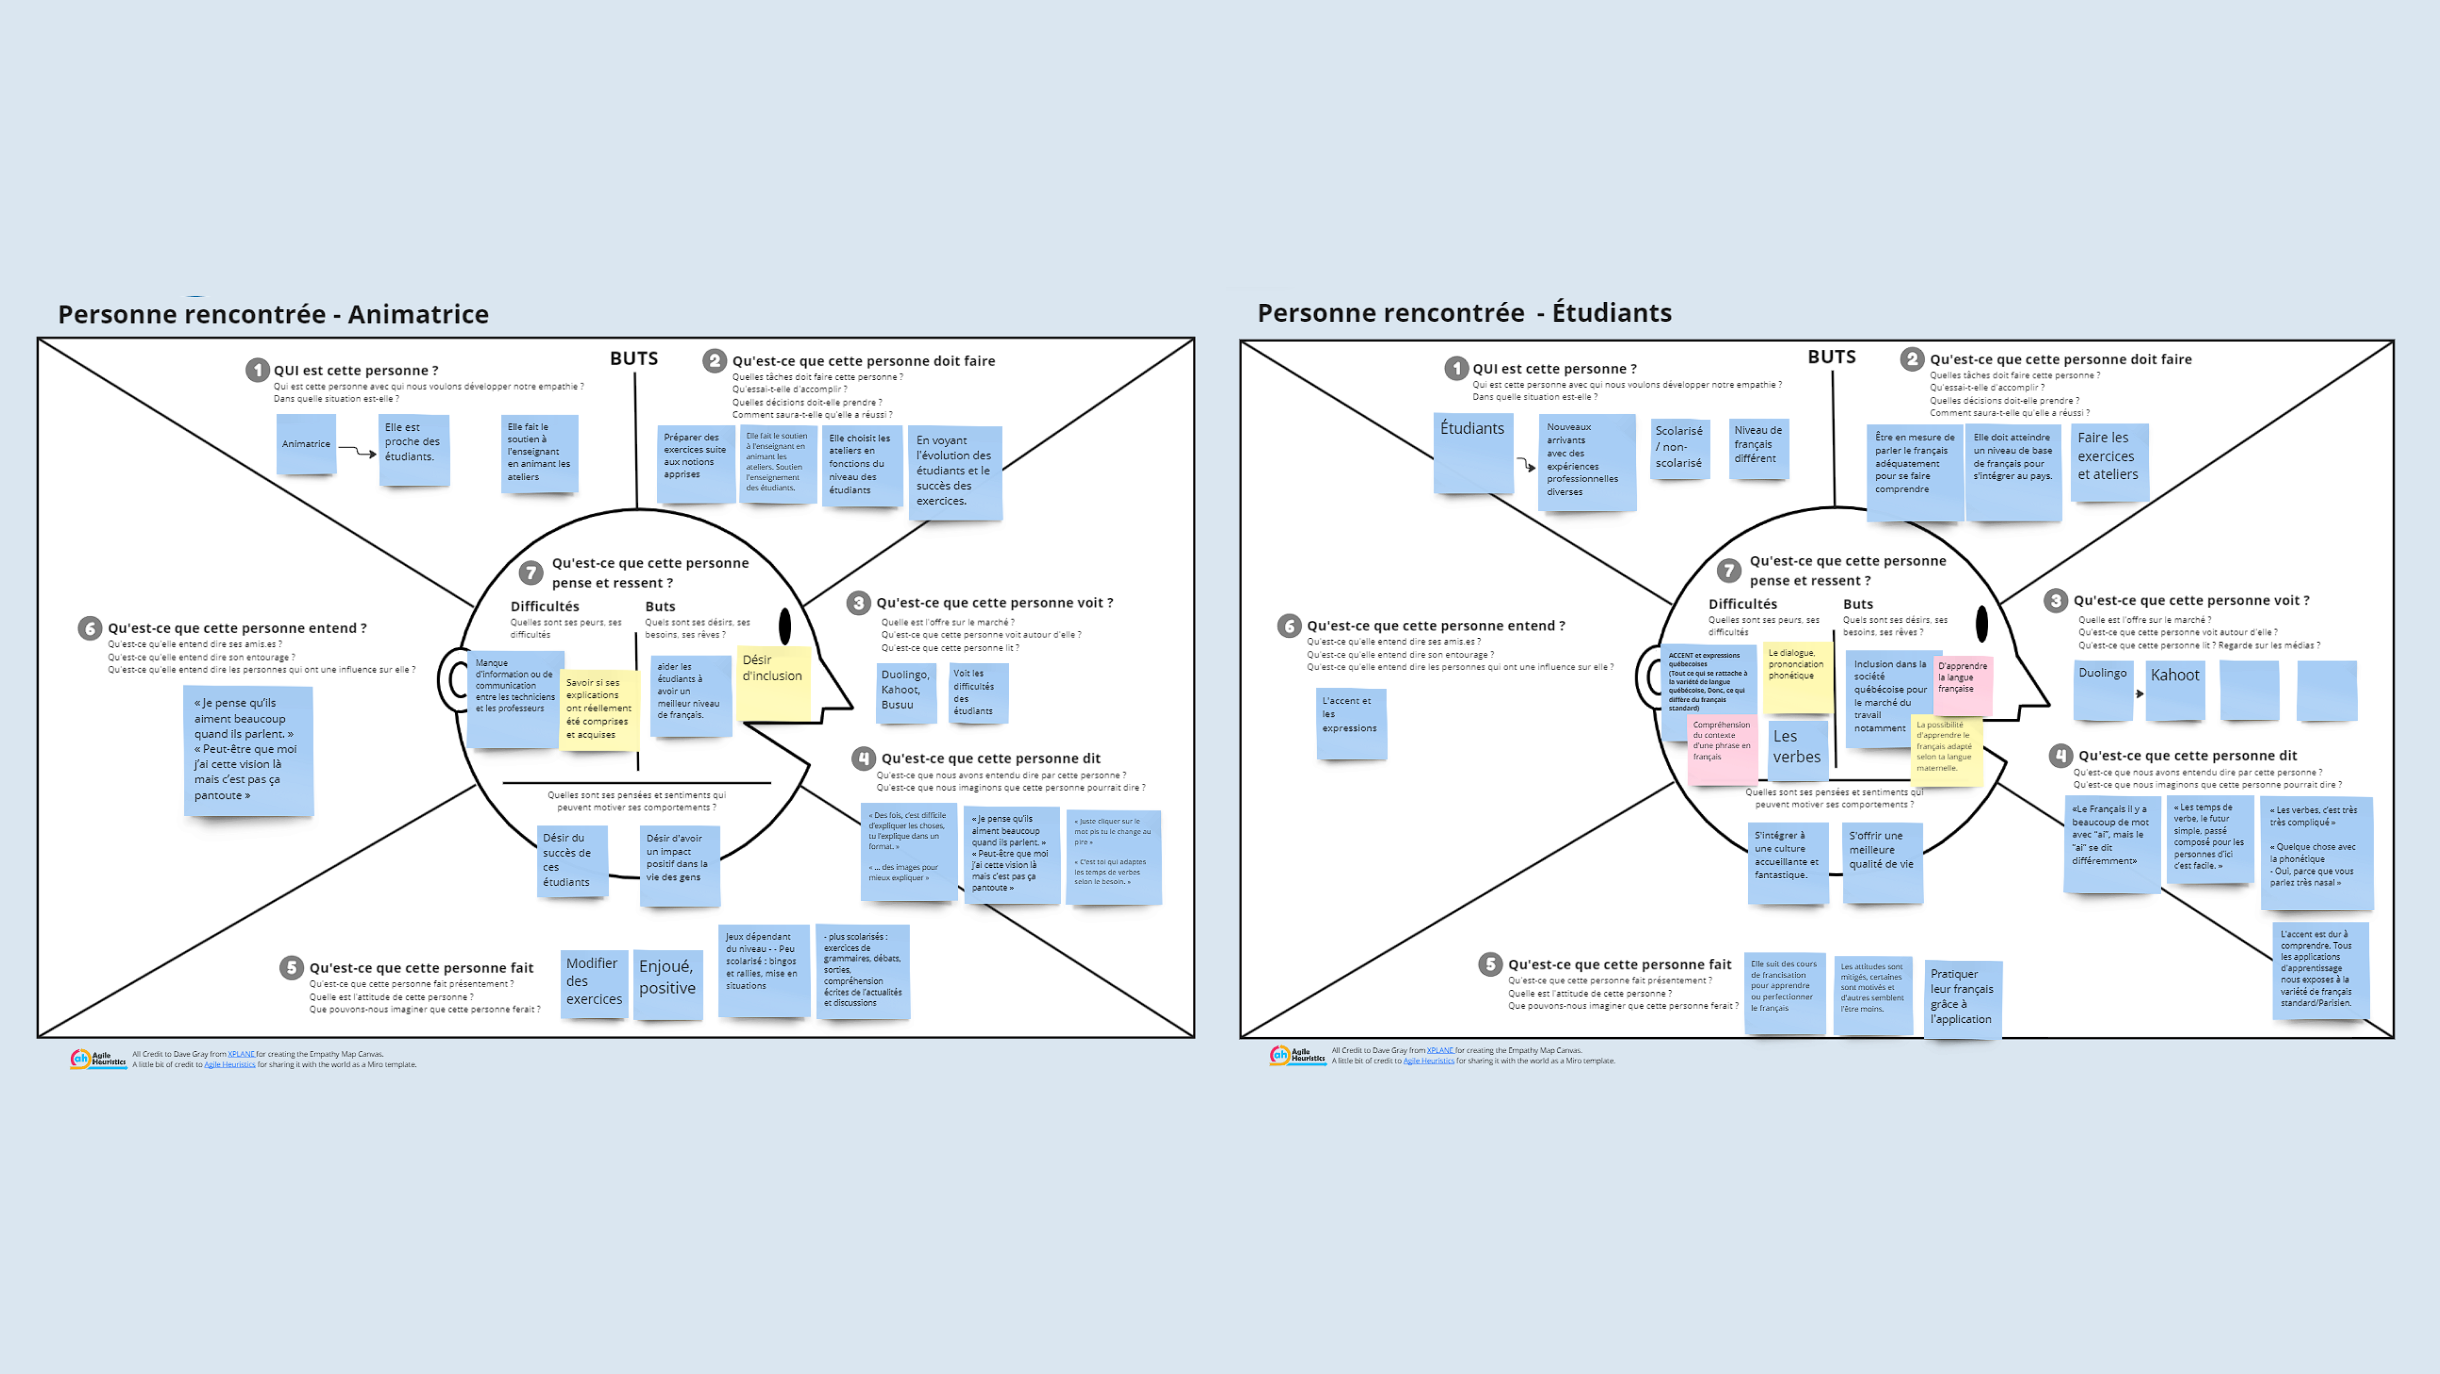 Personne rencontrée - Animatrice
BUTS
1 QUI est cette personne ?
Qui est cette personne avec qui nous voulons développer notre empathie ?
Dans quelle situation est-elle ?
Animatrice
Elle est
proche des
étudiants.
Elle fait le
soutien à
l'enseignant
en animant les
ateliers
2 Qu'est-ce que cette personne doit faire
Quelles tâches doit faire cette personne ?
Qu'essai-t-elle d'accomplir ?
Quelles décisions doit-elle prendre ?
Comment saura-t-elle qu'elle a réussi ?
Préparer des
exercices suite
aux notions
apprises
Elle fait le soutien
à l'enseignant en
animant les
ateliers. Soutien
l'enseignement
des étudiants.
Elle choisit les
ateliers en
fonctions du
niveau des
étudiants
En voyant
l'évolution des
étudiants et le
succès des
exercices.
7 Qu'est-ce que cette personne
pense et ressent ?
Difficultés
Quelles sont ses peurs, ses
difficultés
Buts
Quels sont ses désirs, ses
besoins, ses rêves ?
Manque
d'information ou de
communication
entre les techniciens
et les professeurs
Savoir si ses
explications
ont réellement
été comprises
et acquises
aider les
étudiants à
avoir un
meilleur niveau
de français.
Désir
d'inclusion
Quelles sont ses pensées et sentiments qui
peuvent motiver ses comportements ?
Désir du
succès de
ces
étudiants
Désir d'avoir
un impact
positif dans la
vie des gens
3 Qu'est-ce que cette personne voit ?
Quelle est l'offre sur le marché ?
Qu'est-ce que cette personne voit autour d'elle ?
Qu'est-ce que cette personne lit ?
Duolingo,
Kahoot,
Busuu
Voit les
difficultés
des
étudiants
4 Qu'est-ce que cette personne dit
Qu'est-ce que nous avons entendu dire par cette personne ?
Qu'est-ce que nous imaginons que cette personne pourrait dire ?
« Des fois, c'est difficile
d'expliquer les choses,
tu l'explique dans un
format. »
« ... des images pour
mieux expliquer »
« Je pense qu'ils
aiment beaucoup
quand ils parlent. »
« Peut-être que moi
j'ai cette vision là
mais c'est pas ça
pantoute »
« Juste cliquer sur le
mot pis tu le change au
pire »
« C'est toi qui adaptes
les temps de verbes
selon le besoin. »
6 Qu'est-ce que cette personne entend ?
Qu'est-ce qu'elle entend dire ses amis.es ?
Qu'est-ce qu'elle entend dire son entourage ?
Qu'est-ce qu'elle entend dire les personnes qui ont une influence sur elle ?
« Je pense qu'ils
aiment beaucoup
quand ils parlent. »
« Peut-être que moi
j'ai cette vision là
mais c'est pas ça
pantoute »
5 Qu'est-ce que cette personne fait
Qu'est-ce que cette personne fait présentement ?
Quelle est l'attitude de cette personne ?
Que pouvons-nous imaginer que cette personne ferait ?
Modifier
des
exercices
Enjoué,
positive
Jeux dépendant
du niveau - - Peu
scolarisé : bingos
et rallies, mise en
situations
- plus scolarisés :
exercices de
grammaires, débats,
sorties,
compréhension
écrites de l'actualités
et discussions
ah Agile
Heuristics
All Credit to Dave Gray from XPLANE for creating the Empathy Map Canvas.
A little bit of credit to Agile Heuristics for sharing it with the world as a Miro template.
Personne rencontrée - Étudiants
BUTS
1 QUI est cette personne ?
Qui est cette personne avec qui nous voulons développer notre empathie ?
Dans quelle situation est-elle ?
Étudiants
Nouveaux
arrivants
avec des
expériences
professionnelles
diverses
Scolarisé
/ non-
scolarisé
Niveau de
français
différent
2 Qu'est-ce que cette personne doit faire
Quelles tâches doit faire cette personne ?
Qu'essai-t-elle d'accomplir ?
Quelles décisions doit-elle prendre ?
Comment saura-t-elle qu'elle a réussi ?
Être en mesure de
parler le français
adéquatement
pour se faire
comprendre
Elle doit atteindre
un niveau de base
de français pour
s'intégrer au pays.
Faire les
exercices
et ateliers
7 Qu'est-ce que cette personne
pense et ressent ?
Difficultés
Quelles sont ses peurs, ses
difficultés
Buts
Quels sont ses désirs, ses
besoins, ses rêves ?
ACCENT et expressions
québecoises
(Tout ce qui se rattache à
la variété de langue
québécoise, Donc, ce qui
diffère du français
standard)
Le dialogue,
prononciation
phonétique
Compréhension
du contexte
d'une phrase en
français
Les
verbes
Inclusion dans la
société
québécoise pour
le marché du
travail
notamment
D'apprendre
la langue
française
La possibilité
d'apprendre le
français adapté
selon ta langue
maternelle.
Quelles sont ses pensées et sentiments qui
peuvent motiver ses comportements ?
S'intégrer à
une culture
accueillante et
fantastique.
S'offrir une
meilleure
qualité de vie
3 Qu'est-ce que cette personne voit ?
Quelle est l'offre sur le marché ?
Qu'est-ce que cette personne voit autour d'elle ?
Qu'est-ce que cette personne lit ? Regarde sur les médias ?
Duolingo
Kahoot
4 Qu'est-ce que cette personne dit
Qu'est-ce que nous avons entendu dire par cette personne ?
Qu'est-ce que nous imaginons que cette personne pourrait dire ?
«Le Français il y a
beaucoup de mot
avec "ai", mais le
"ai" se dit
différemment»
« Les temps de
verbe, le futur
simple, passé
composé pour les
personnes d'ici
c'est facile. »
« Les verbes, c'est très
très compliqué »
« Quelque chose avec
la phonétique
- Oui, parce que vous
parlez très nasal »
L'accent est dur à
comprendre. Tous
les applications
d'apprentissage
nous exposes à la
variété de français
standard/Parisien.
6 Qu'est-ce que cette personne entend ?
Qu'est-ce qu'elle entend dire ses amis.es ?
Qu'est-ce qu'elle entend dire son entourage ?
Qu'est-ce qu'elle entend dire les personnes qui ont une influence sur elle ?
L'accent et
les
expressions
5 Qu'est-ce que cette personne fait
Qu'est-ce que cette personne fait présentement ?
Quelle est l'attitude de cette personne ?
Que pouvons-nous imaginer que cette personne ferait ?
Elle suit des cours
de francisation
pour apprendre
ou perfectionner
le français
Les attitudes sont
mitigés, certaines
sont motivés et
d'autres semblent
l'être moins.
Pratiquer
leur français
grâce à
l'application
ah Agile
Heuristics
All Credit to Dave Gray from XPLANE for creating the Empathy Map Canvas.
A little bit of credit to Agile Heuristics for sharing it with the world as a Miro template.